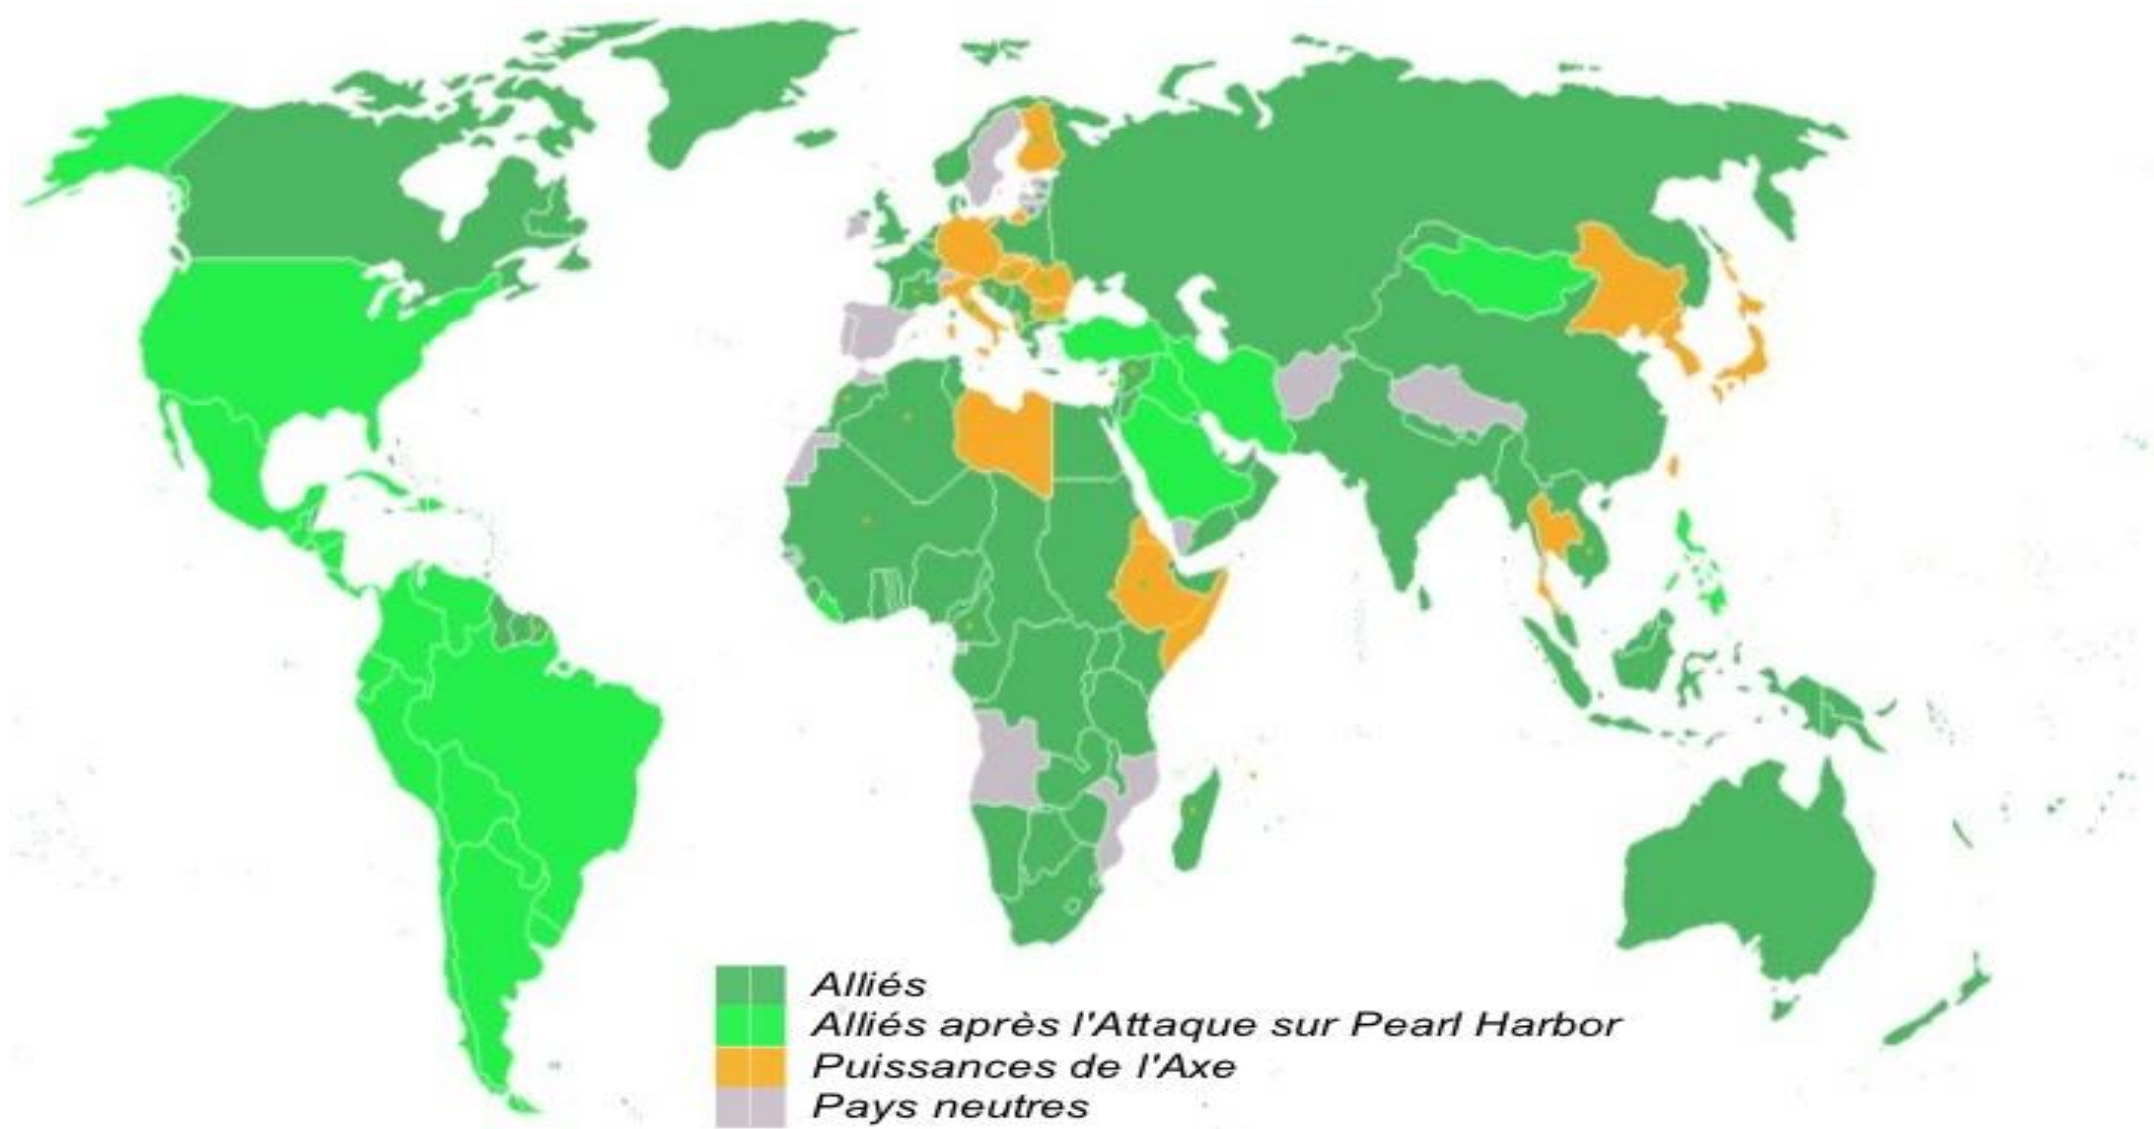 Alliés
Alliés après l'Attaque sur Pearl Harbor
Puissances de l'Axe
Pays neutres